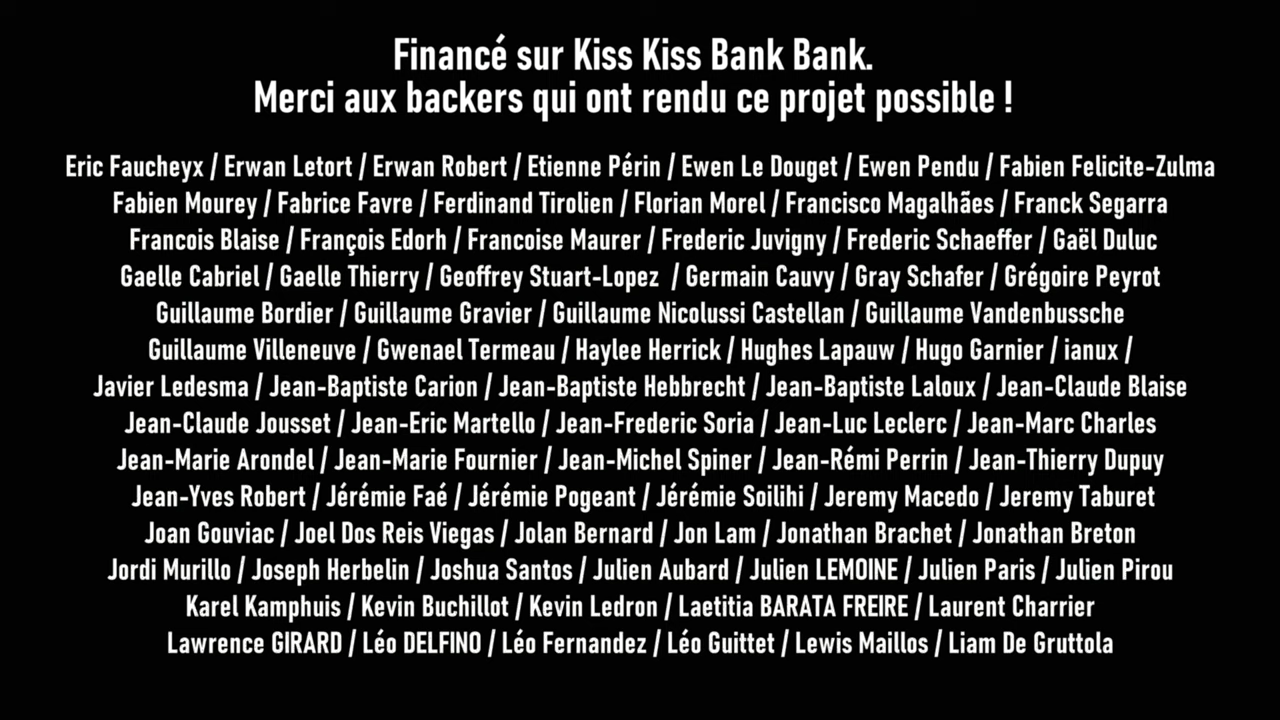 Financé sur Kiss Kiss Bank Bank.
Merci aux backers qui ont rendu ce projet possible !
Eric Faucheyx / Erwan Letort / Erwan Robert / Etienne Périn / Ewen Le Douget / Ewen Pendu / Fabien Felicite-Zulma
Fabien Mourey / Fabrice Favre / Ferdinand Tirolien / Florian Morel / Francisco Magalhães / Franck Segarra
Francois Blaise / François Edorh / Francoise Maurer / Frederic Juvigny / Frederic Schaeffer / Gaël Duluc
Gaelle Cabriel / Gaelle Thierry / Geoffrey Stuart-Lopez / Germain Cauvy / Gray Schafer / Grégoire Peyrot
Guillaume Bordier / Guillaume Gravier / Guillaume Nicolussi Castellan / Guillaume Vandenbussche
Guillaume Villeneuve / Gwenael Termeau / Haylee Herrick / Hughes Lapauw / Hugo Garnier / ianux /
Javier Ledesma / Jean-Baptiste Carion / Jean-Baptiste Hebbrecht / Jean-Baptiste Laloux / Jean-Claude Blaise
Jean-Claude Jousset / Jean-Eric Martello / Jean-Frederic Soria / Jean-Luc Leclerc / Jean-Marc Charles
Jean-Marie Arondel / Jean-Marie Fournier / Jean-Michel Spiner / Jean-Rémi Perrin / Jean-Thierry Dupuy
Jean-Yves Robert / Jérémie Faé / Jérémie Pogeant / Jérémie Soilihi / Jeremy Macedo / Jeremy Taburet
Joan Gouviac / Joel Dos Reis Viegas / Jolan Bernard / Jon Lam / Jonathan Brachet / Jonathan Breton
Jordi Murillo / Joseph Herbelin / Joshua Santos / Julien Aubard / Julien LEMOINE / Julien Paris / Julien Pirou
Karel Kamphuis / Kevin Buchillot / Kevin Ledron / Laetitia BARATA FREIRE / Laurent Charrier
Lawrence GIRARD / Léo DELFINO / Léo Fernandez / Léo Guittet / Lewis Maillos / Liam De Gruttola